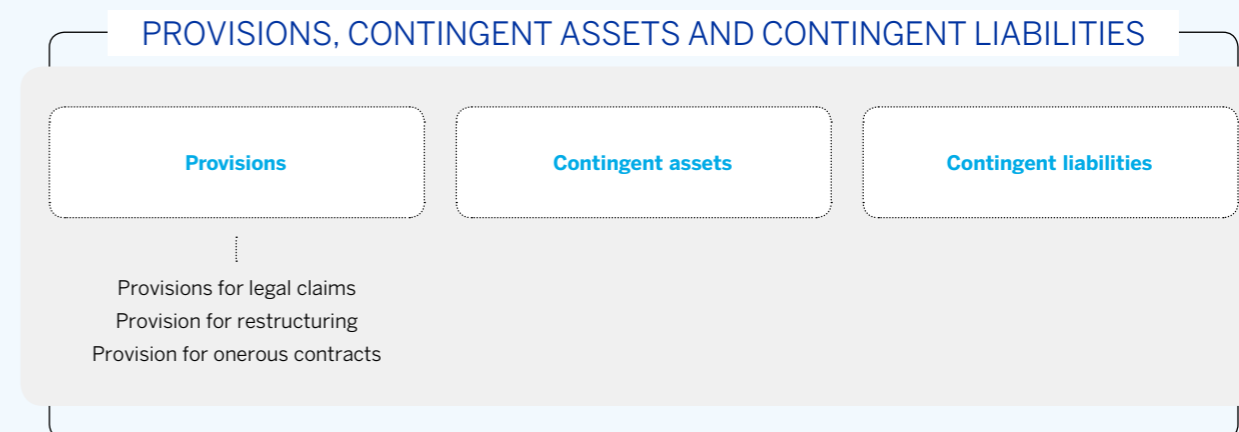 PROVISIONS, CONTINGENT ASSETS AND CONTINGENT LIABILITIES
Provisions
Contingent assets
Contingent liabilities
Provisions for legal claims
Provision for restructuring
Provision for onerous contracts